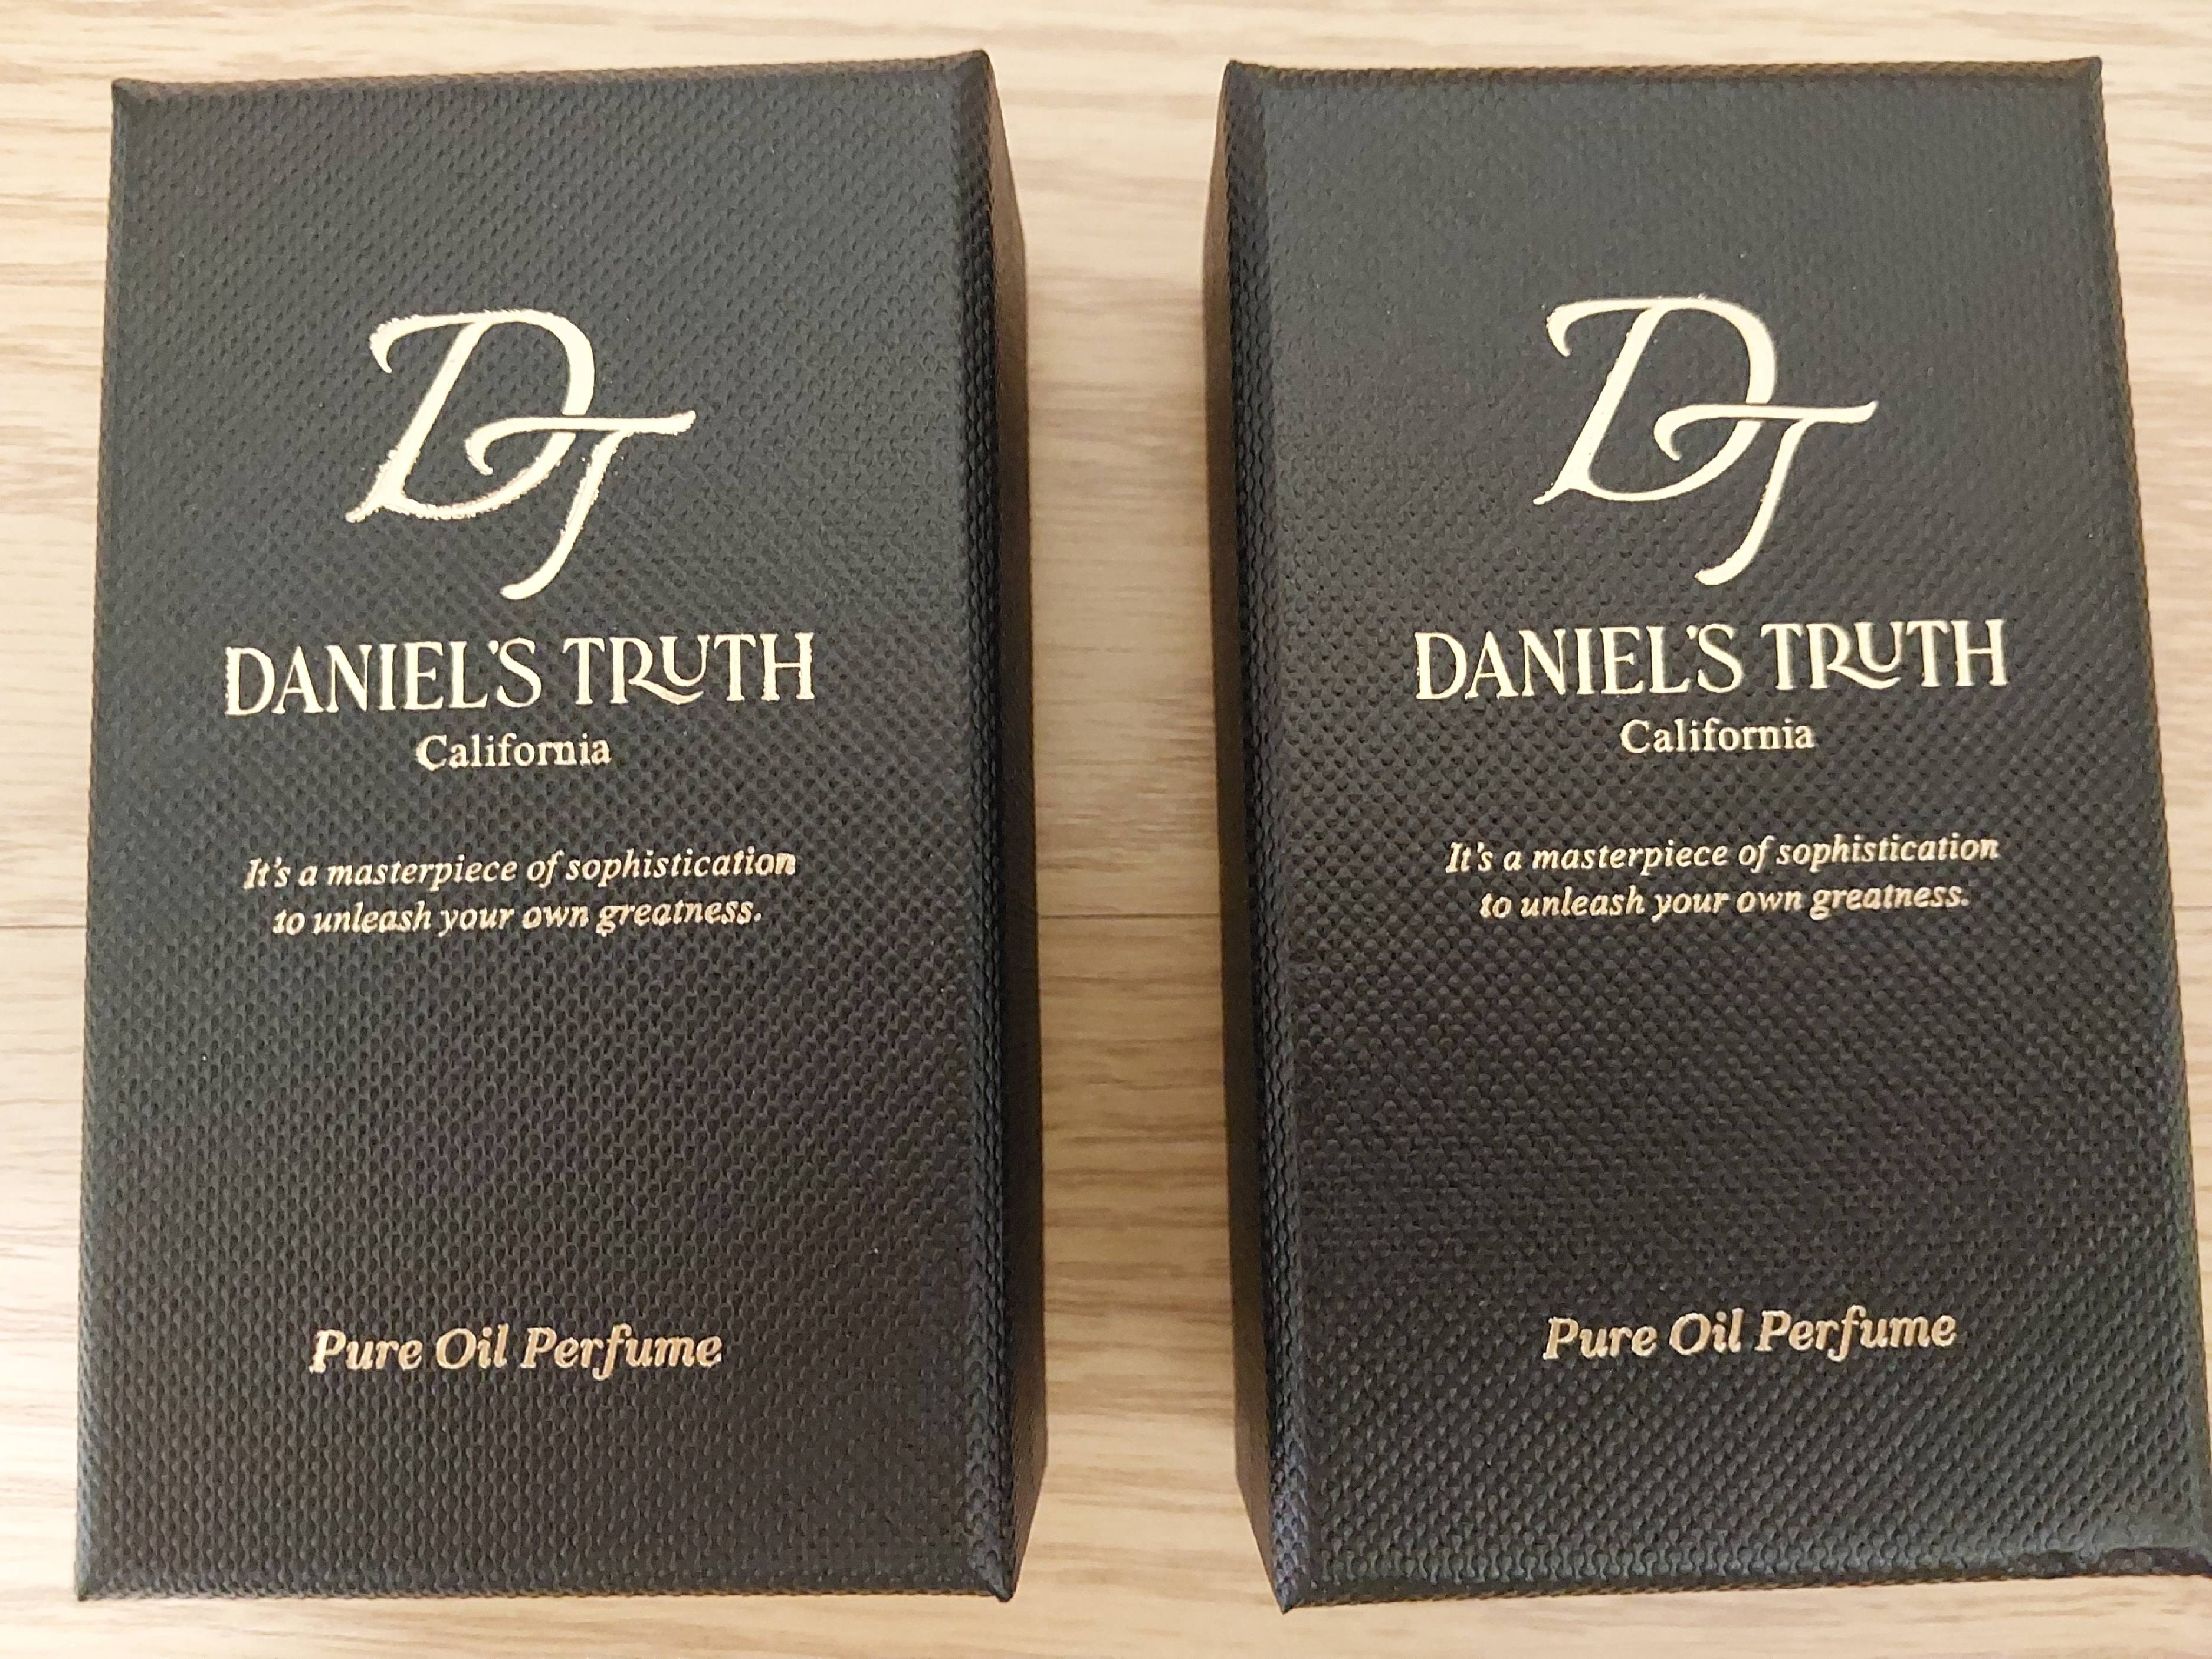 DT
DANIEL'S TRUTH
California
It's a masterpiece of sophistication
to unleash your own greatness.
Pure Oil Perfume
DT
DANIEL'S TRUTH
California
It's a masterpiece of sophistication
to unleash your own greatness.
Pure Oil Perfume